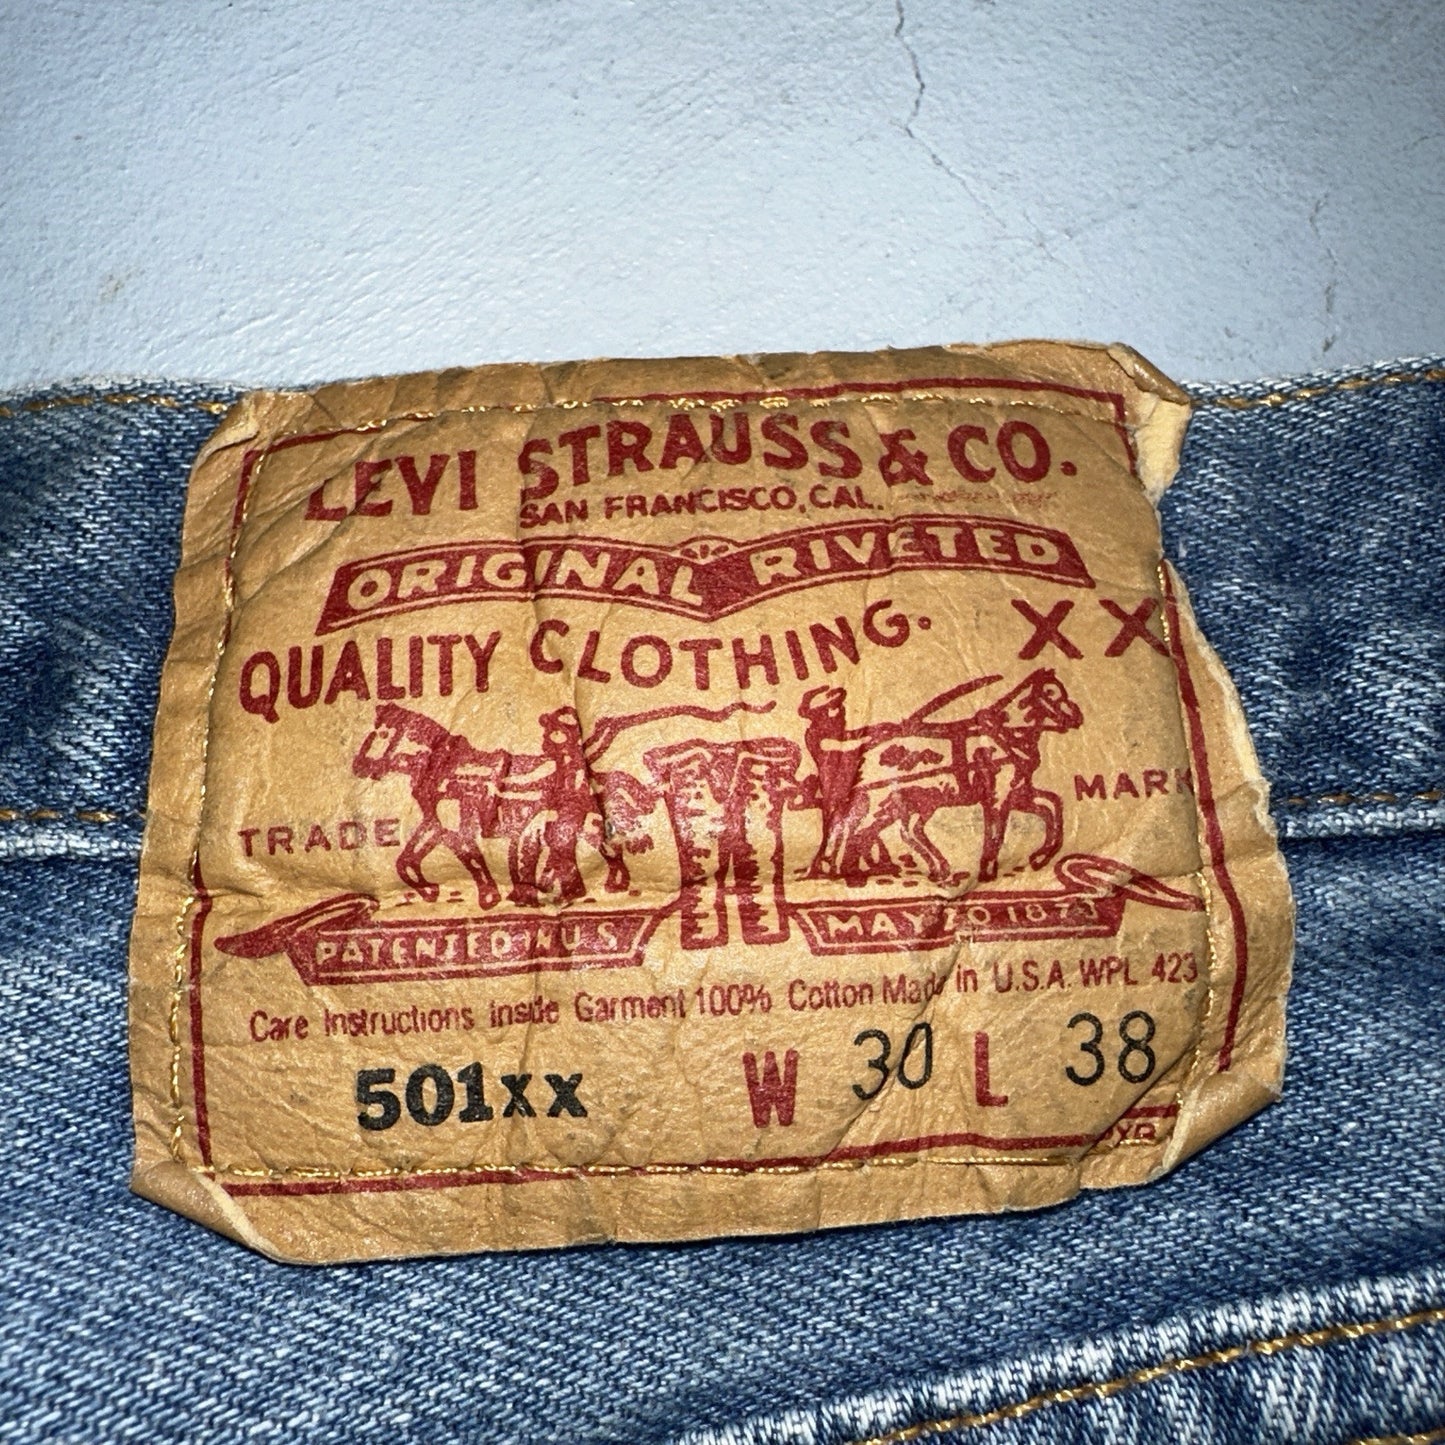 LEVI STRAUSS & CO.
SAN FRANCISCO, CAL.
ORIGINAL RIVETED
QUALITY CLOTHING.
XX
TRADE MARK
PATENTED IN U.S. MAY 20 1873
Care Instructions Inside Garment 100% Cotton Made in U.S.A. WPL 423
501xx W 30 L 38